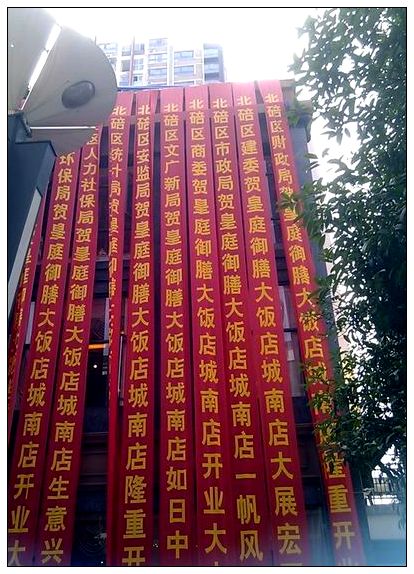 环保局贺皇庭御膳大饭店城南店开业大
区人力社保局贺皇庭御膳大饭店城南店生意兴
北碚区统计局贺皇庭御膳
北碚区安监局贺皇庭御膳大饭店城南店隆重开
北碚区文广新局贺皇庭御膳大饭店城南店如日中
北碚区商委贺皇庭御膳大饭店城南店开业大
北碚区市政局贺皇庭御膳大饭店城南店一帆风
北碚区建委贺皇庭御膳大饭店城南店大展宏
北碚区财政局贺皇庭御膳大饭店城南店隆重开业